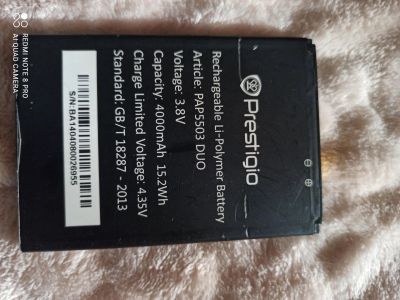 Prestigio
Rechargeable Li-Polymer Battery
Article: PAP5503 DUO
Voltage: 3.8V
Capacity: 4000mAh 15.2Wh
Charge Limited Voltage: 4.35V
Standard: GB/T 18287 - 2013
S/N: BA1404080026955
REDMI NOTE 8 PRO
AI QUAD CAMERA